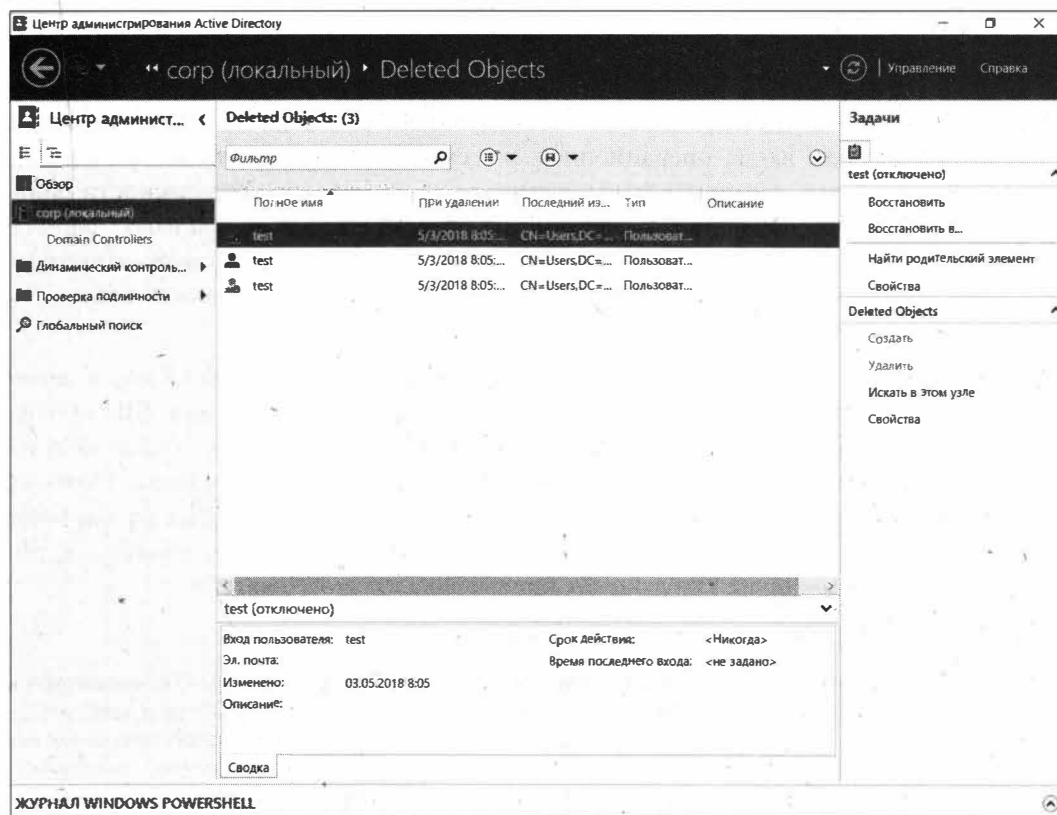 Центр администрирования Active Directory
corp (локальный) Deleted Objects
Управление Справка
Центр админист...
Обзор
corp (локальный)
Domain Controllers
Динамический контроль...
Проверка подлинности
Глобальный поиск
Deleted Objects: (3)
Фильтр
Полное имя При удалении Последний из... Тип Описание
test 5/3/2018 8:05:... CN=Users,DC=... Пользоват...
test 5/3/2018 8:05:... CN=Users,DC=... Пользоват...
test 5/3/2018 8:05:... CN=Users,DC=... Пользоват...
test (отключено)
Вход пользователя: test
Эл. почта:
Изменено: 03.05.2018 8:05
Описание:
Срок действия: <Никогда>
Время последнего входа: <не задано>
Сводка
Задачи
test (отключено)
Восстановить
Восстановить в...
Найти родительский элемент
Свойства
Deleted Objects
Создать
Удалить
Искать в этом узле
Свойства
ЖУРНАЛ WINDOWS POWERSHELL